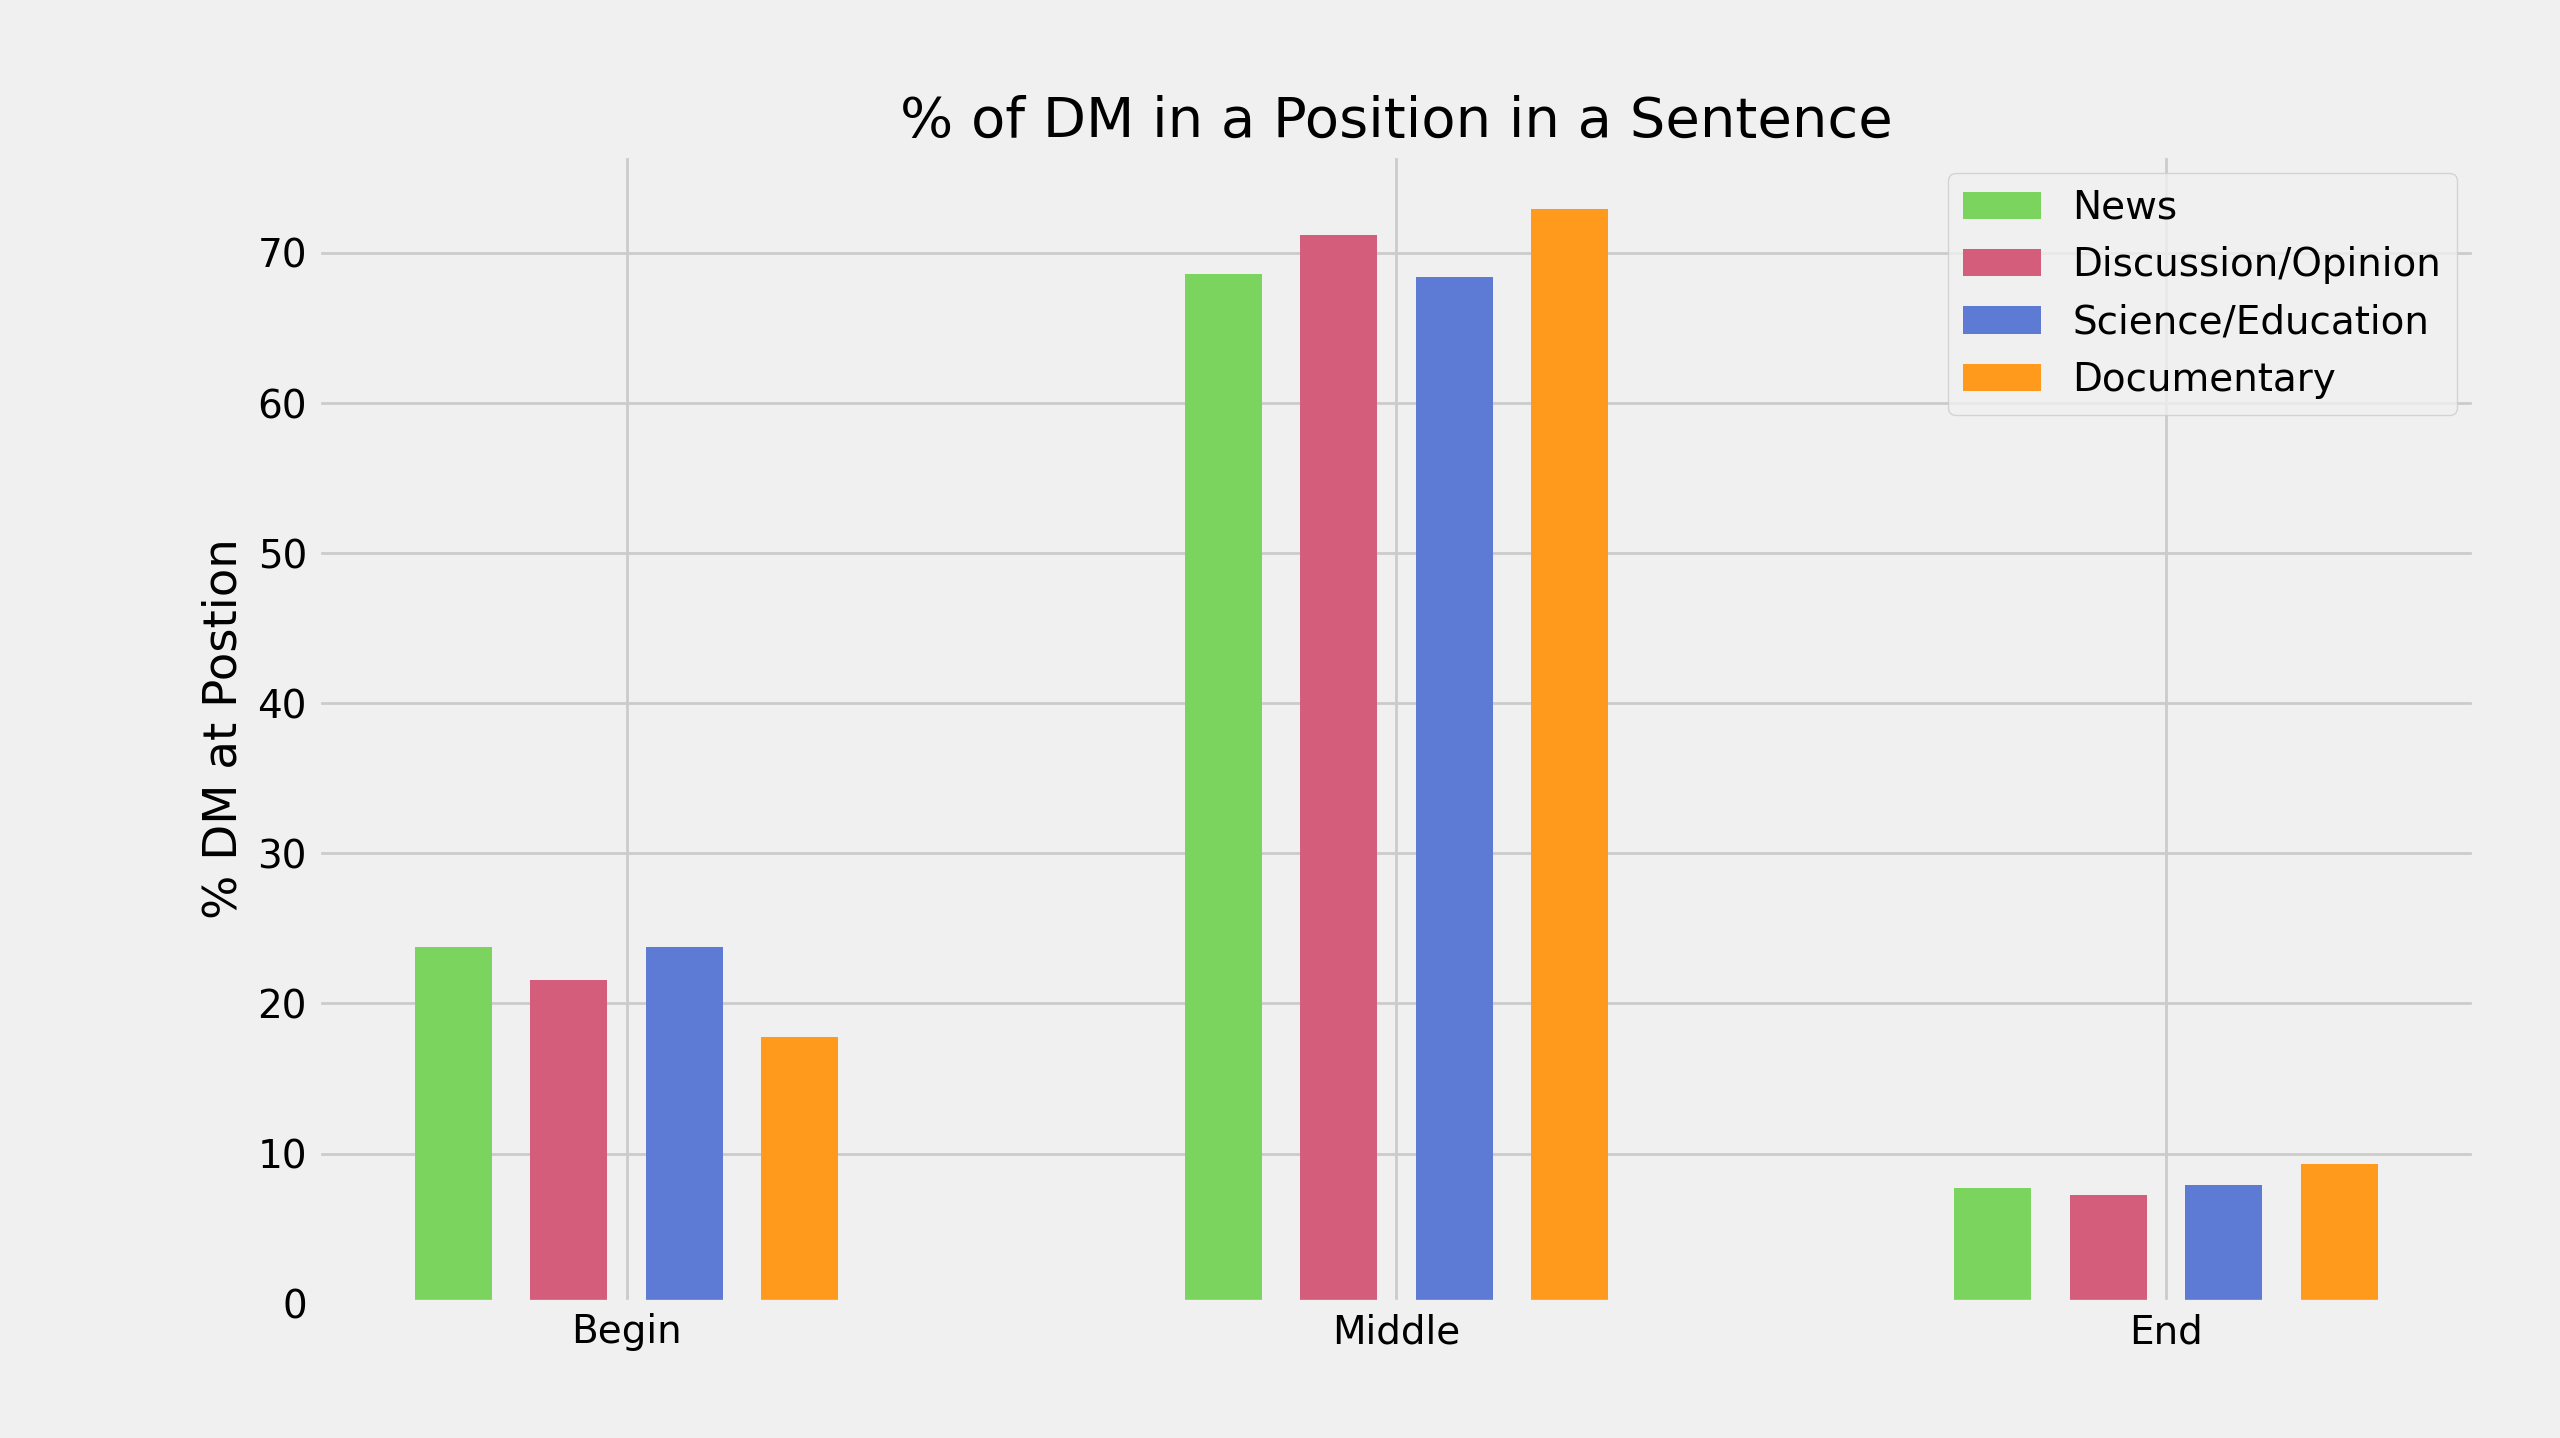 % of DM in a Position in a Sentence
News
Discussion/Opinion
Science/Education
Documentary
% DM at Postion
70
60
50
40
30
20
10
0
Begin
Middle
End